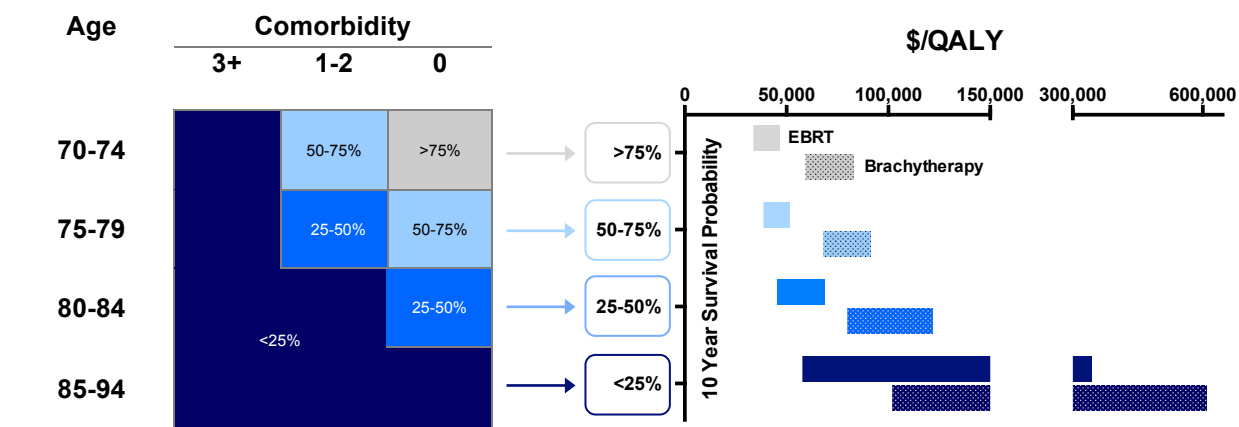 Age
Comorbidity
3+ 1-2 0
$/QALY
0 50,000 100,000 150,000 300,000 600,000
70-74
50-75% >75%
>75%
EBRT
Brachytherapy
75-79
25-50% 50-75%
50-75%
80-84
25-50%
25-50%
<25%
85-94
<25%
10 Year Survival Probability